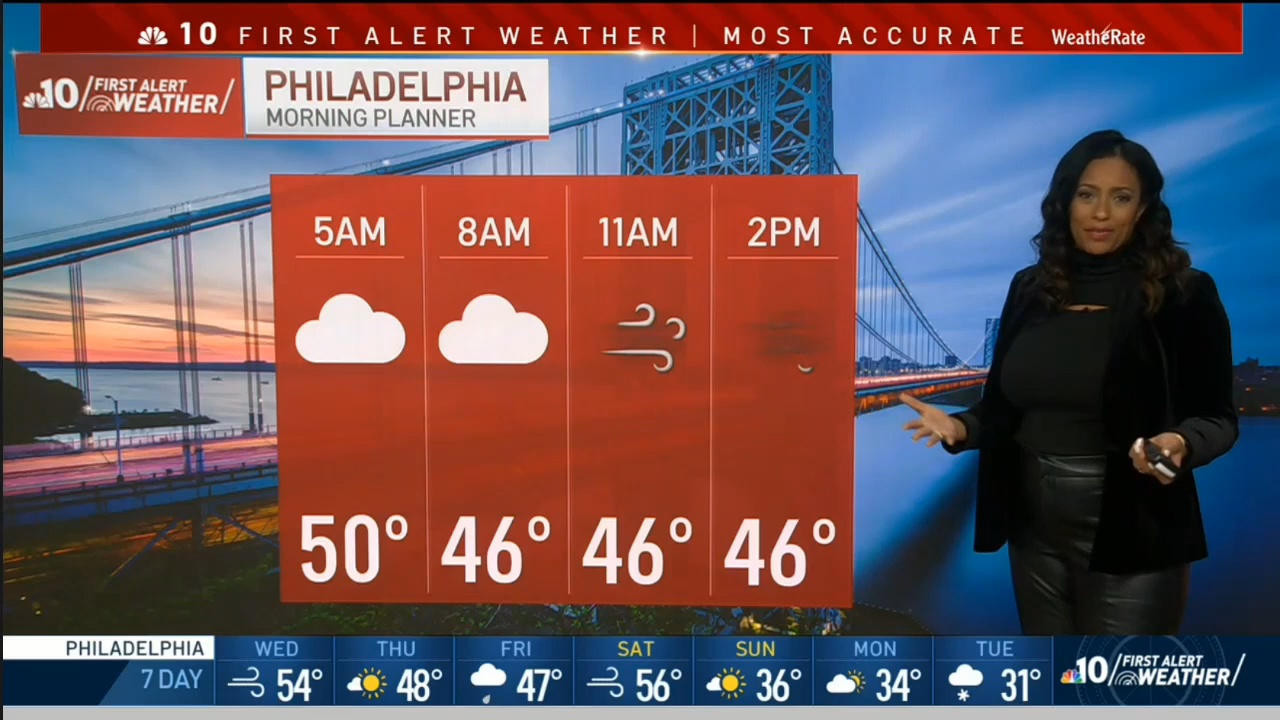 10 FIRST ALERT WEATHER | MOST ACCURATE WeatheRate
10 / FIRST ALERT WEATHER /
PHILADELPHIA
MORNING PLANNER
5AM 8AM 11AM 2PM
50° 46° 46° 46°
PHILADELPHIA
7 DAY
WED THU FRI SAT SUN MON TUE
54° 48° 47° 56° 36° 34° 31°
10 / FIRST ALERT WEATHER /